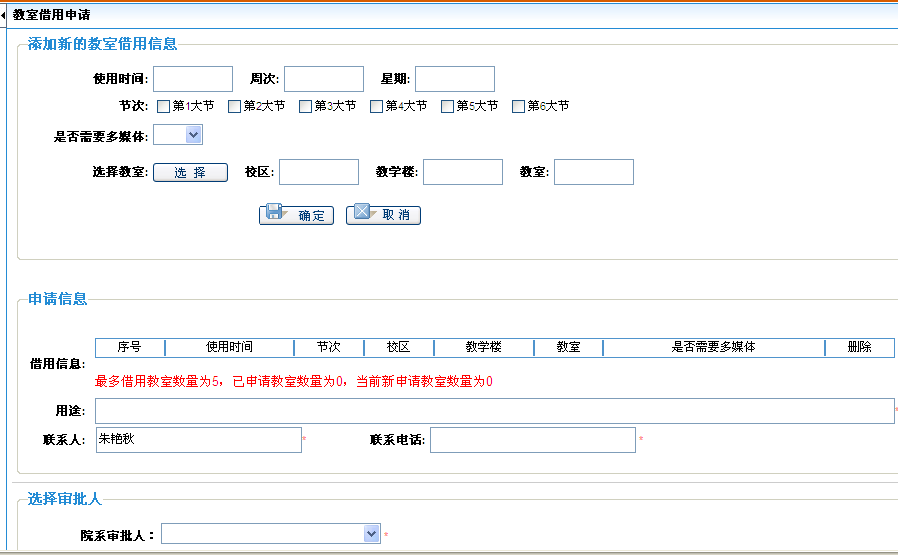 教室借用申请
添加新的教室借用信息
使用时间: 周次: 星期:
节次: 第1大节 第2大节 第3大节 第4大节 第5大节 第6大节
是否需要多媒体:
选择教室: 选 择 校区: 教学楼: 教室:
确定 取消
申请信息
序号 使用时间 节次 校区 教学楼 教室 是否需要多媒体 删除
借用信息:
最多借用教室数量为5，已申请教室数量为0，当前新申请教室数量为0
用途: *
联系人: 朱艳秋 * 联系电话: *
选择审批人
院系审批人： *